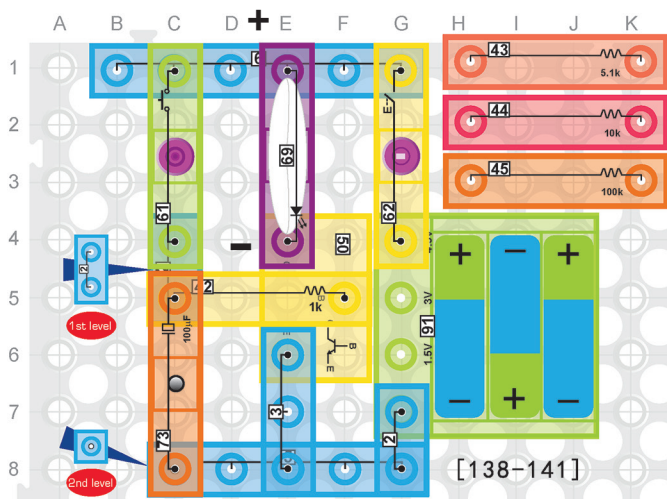 A B C D + E F G H I J K
1
6
43
5.1k
2
E
44
10k
69
3
45
100k
61
62
50
4
-
+ - +
2
1st level
5
1k
B
3V
100μF
91
6
B
E
1.5V
- + -
7
3
2
73
2nd level
8
[138-141]